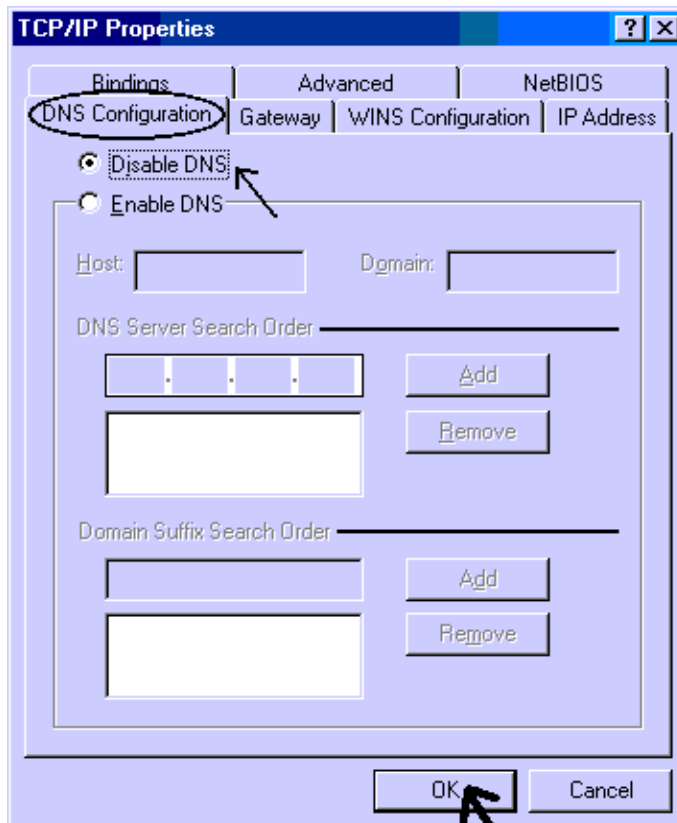 TCP/IP Properties
? X
Bindings Advanced NetBIOS
DNS Configuration Gateway WINS Configuration IP Address
Disable DNS
Enable DNS
Host: Domain:
DNS Server Search Order
. . . Add
Remove
Domain Suffix Search Order
Add
Remove
OK Cancel